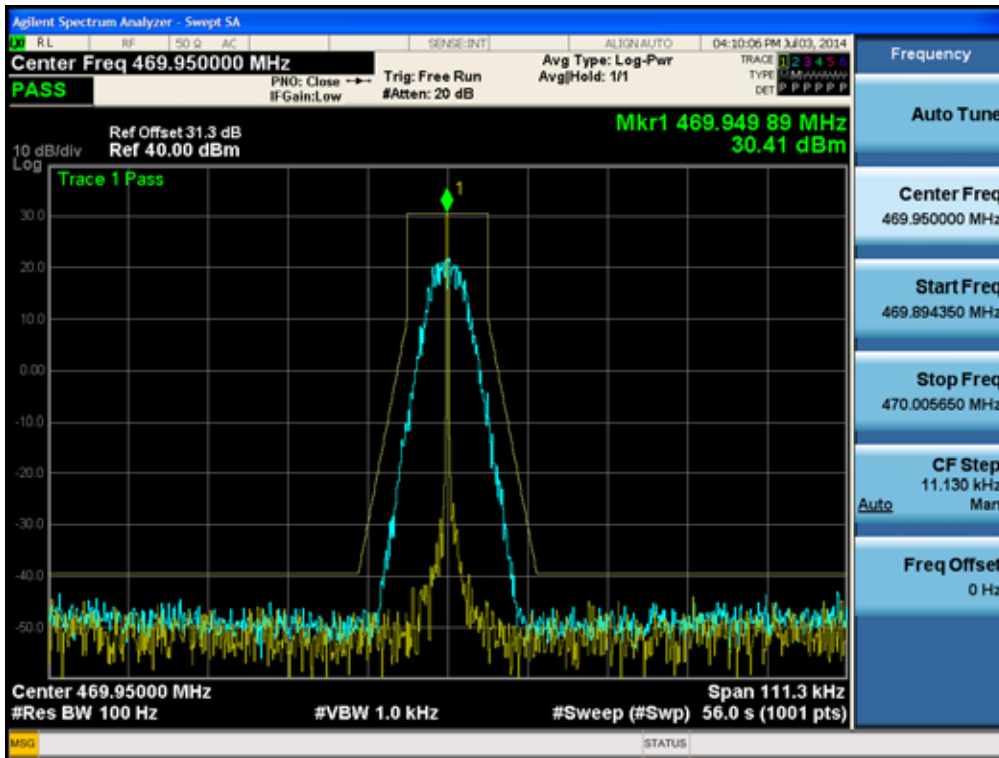 Agilent Spectrum Analyzer - Swept SA
LXI RL RF 50 Ω AC SENSE:INT ALIGNAUTO 04:10:06 PM Jul 03, 2014
Center Freq 469.950000 MHz Avg Type: Log-Pwr TRACE 1 2 3 4 5 6
PASS PNO: Close Trig: Free Run Avg|Hold: 1/1 TYPE M M W W W W
IFGain:Low #Atten: 20 dB DET P P P P P P
Ref Offset 31.3 dB Mkr1 469.949 89 MHz
10 dB/div Ref 40.00 dBm 30.41 dBm
Log
Trace 1 Pass
1
30.0
20.0
10.0
0.00
-10.0
-20.0
-30.0
-40.0
-50.0
Center 469.95000 MHz Span 111.3 kHz
#Res BW 100 Hz #VBW 1.0 kHz #Sweep (#Swp) 56.0 s (1001 pts)
MSG STATUS
Frequency
Auto Tune
Center Freq
469.950000 MHz
Start Freq
469.894350 MHz
Stop Freq
470.005650 MHz
CF Step
11.130 kHz
Auto Man
Freq Offset
0 Hz